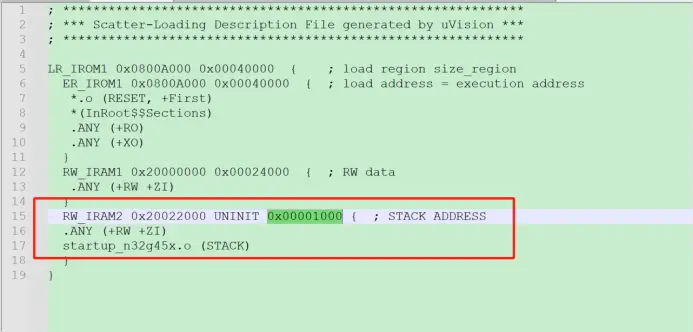 1 ; *************************************************************
2 ; *** Scatter-Loading Description File generated by uVision ***
3 ; *************************************************************
4
5 LR_IROM1 0x0800A000 0x00040000 { ; load region size_region
6 ER_IROM1 0x0800A000 0x00040000 { ; load address = execution address
7 *.o (RESET, +First)
8 *(InRoot$$Sections)
9 .ANY (+RO)
10 .ANY (+XO)
11 }
12 RW_IRAM1 0x20000000 0x00024000 { ; RW data
13 .ANY (+RW +ZI)
14 }
15 RW_IRAM2 0x20022000 UNINIT 0x00001000 { ; STACK ADDRESS
16 .ANY (+RW +ZI)
17 startup_n32g45x.o (STACK)
18 }
19 }